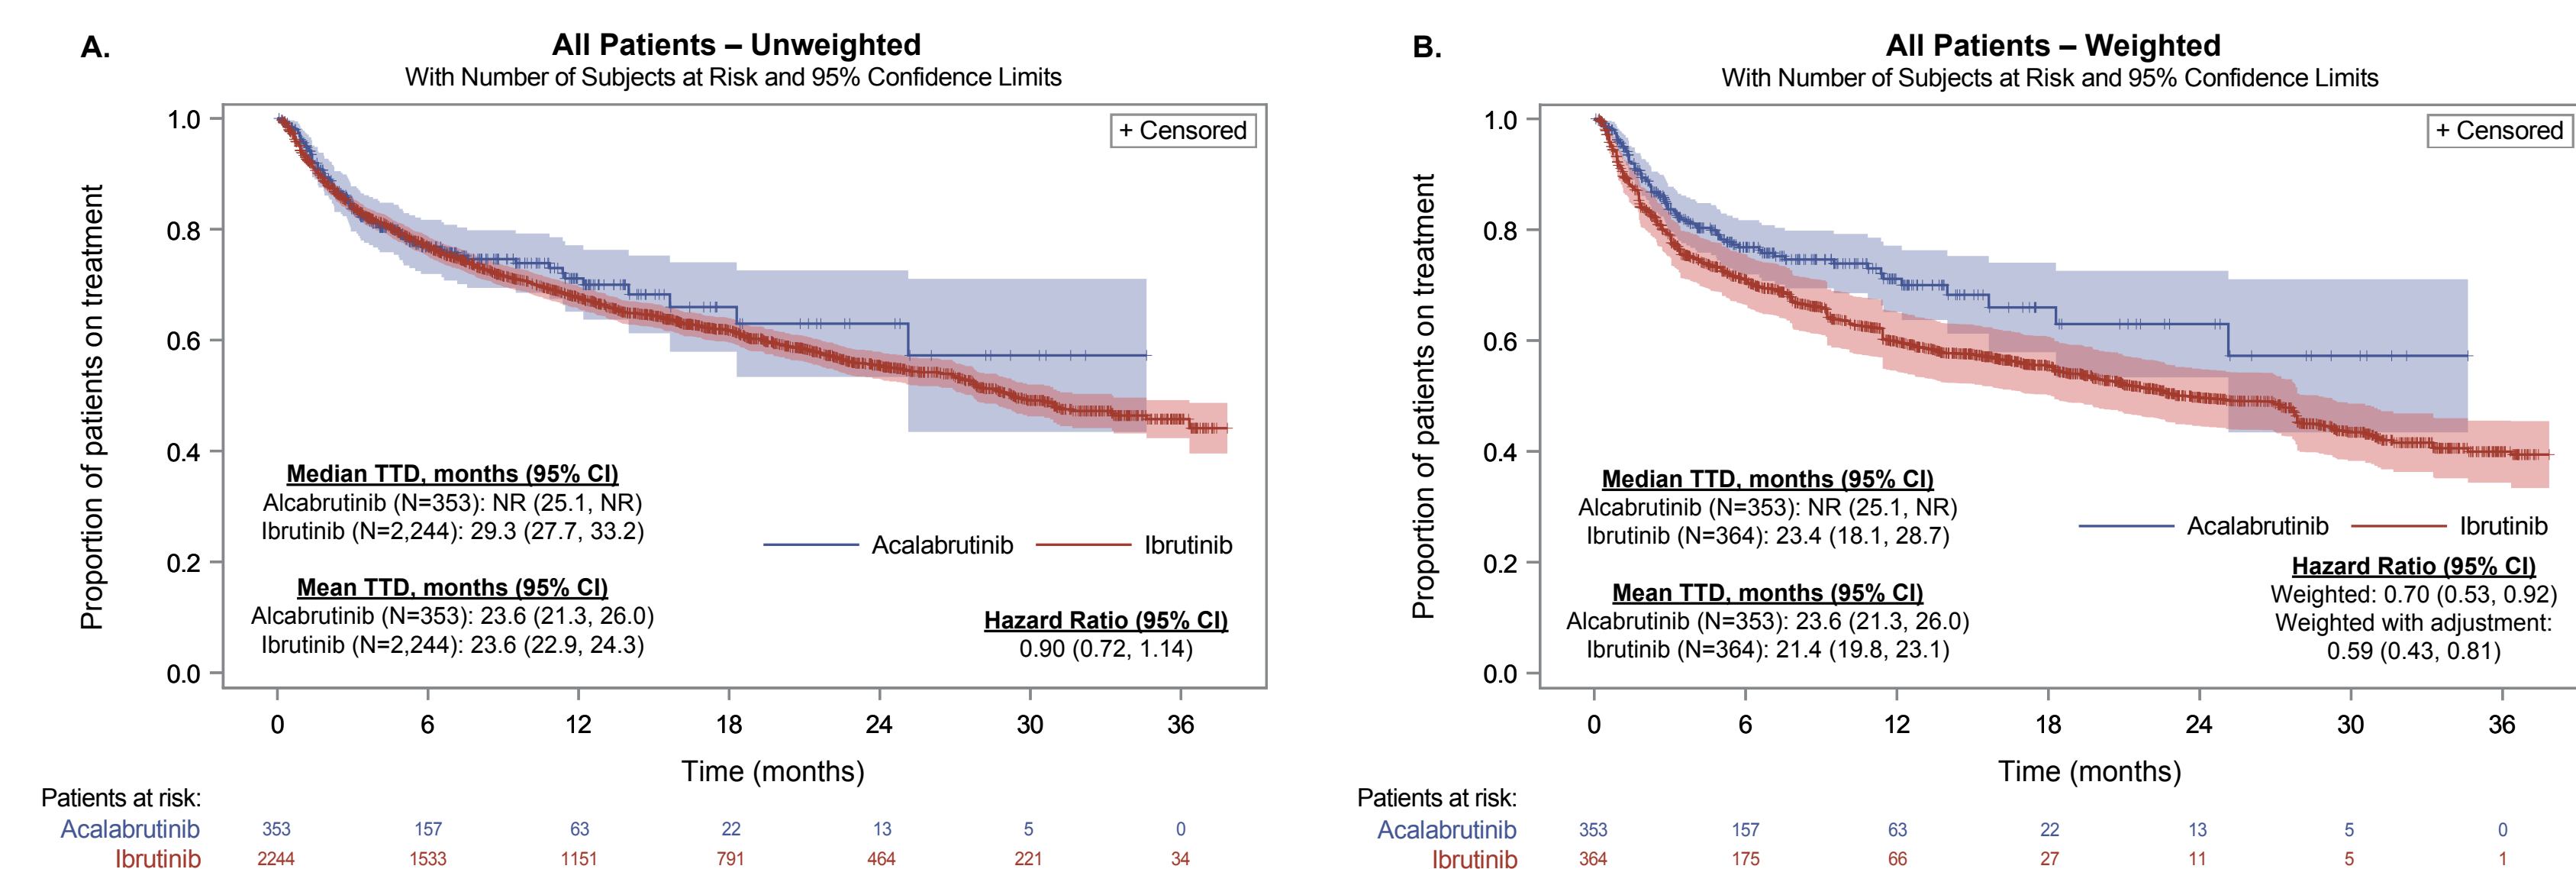 A.
All Patients – Unweighted
With Number of Subjects at Risk and 95% Confidence Limits
+ Censored
Proportion of patients on treatment
1.0
0.8
0.6
0.4
0.2
0.0
Median TTD, months (95% CI)
Alcabrutinib (N=353): NR (25.1, NR)
Ibrutinib (N=2,244): 29.3 (27.7, 33.2)
Acalabrutinib Ibrutinib
Mean TTD, months (95% CI)
Alcabrutinib (N=353): 23.6 (21.3, 26.0)
Ibrutinib (N=2,244): 23.6 (22.9, 24.3)
Hazard Ratio (95% CI)
0.90 (0.72, 1.14)
0 6 12 18 24 30 36
Time (months)
Patients at risk:
Acalabrutinib 353 157 63 22 13 5 0
Ibrutinib 2244 1533 1151 791 464 221 34
B.
All Patients – Weighted
With Number of Subjects at Risk and 95% Confidence Limits
+ Censored
Proportion of patients on treatment
1.0
0.8
0.6
0.4
0.2
0.0
Median TTD, months (95% CI)
Alcabrutinib (N=353): NR (25.1, NR)
Ibrutinib (N=364): 23.4 (18.1, 28.7)
Acalabrutinib Ibrutinib
Mean TTD, months (95% CI)
Alcabrutinib (N=353): 23.6 (21.3, 26.0)
Ibrutinib (N=364): 21.4 (19.8, 23.1)
Hazard Ratio (95% CI)
Weighted: 0.70 (0.53, 0.92)
Weighted with adjustment:
0.59 (0.43, 0.81)
0 6 12 18 24 30 36
Time (months)
Patients at risk:
Acalabrutinib 353 157 63 22 13 5 0
Ibrutinib 364 175 66 27 11 5 1